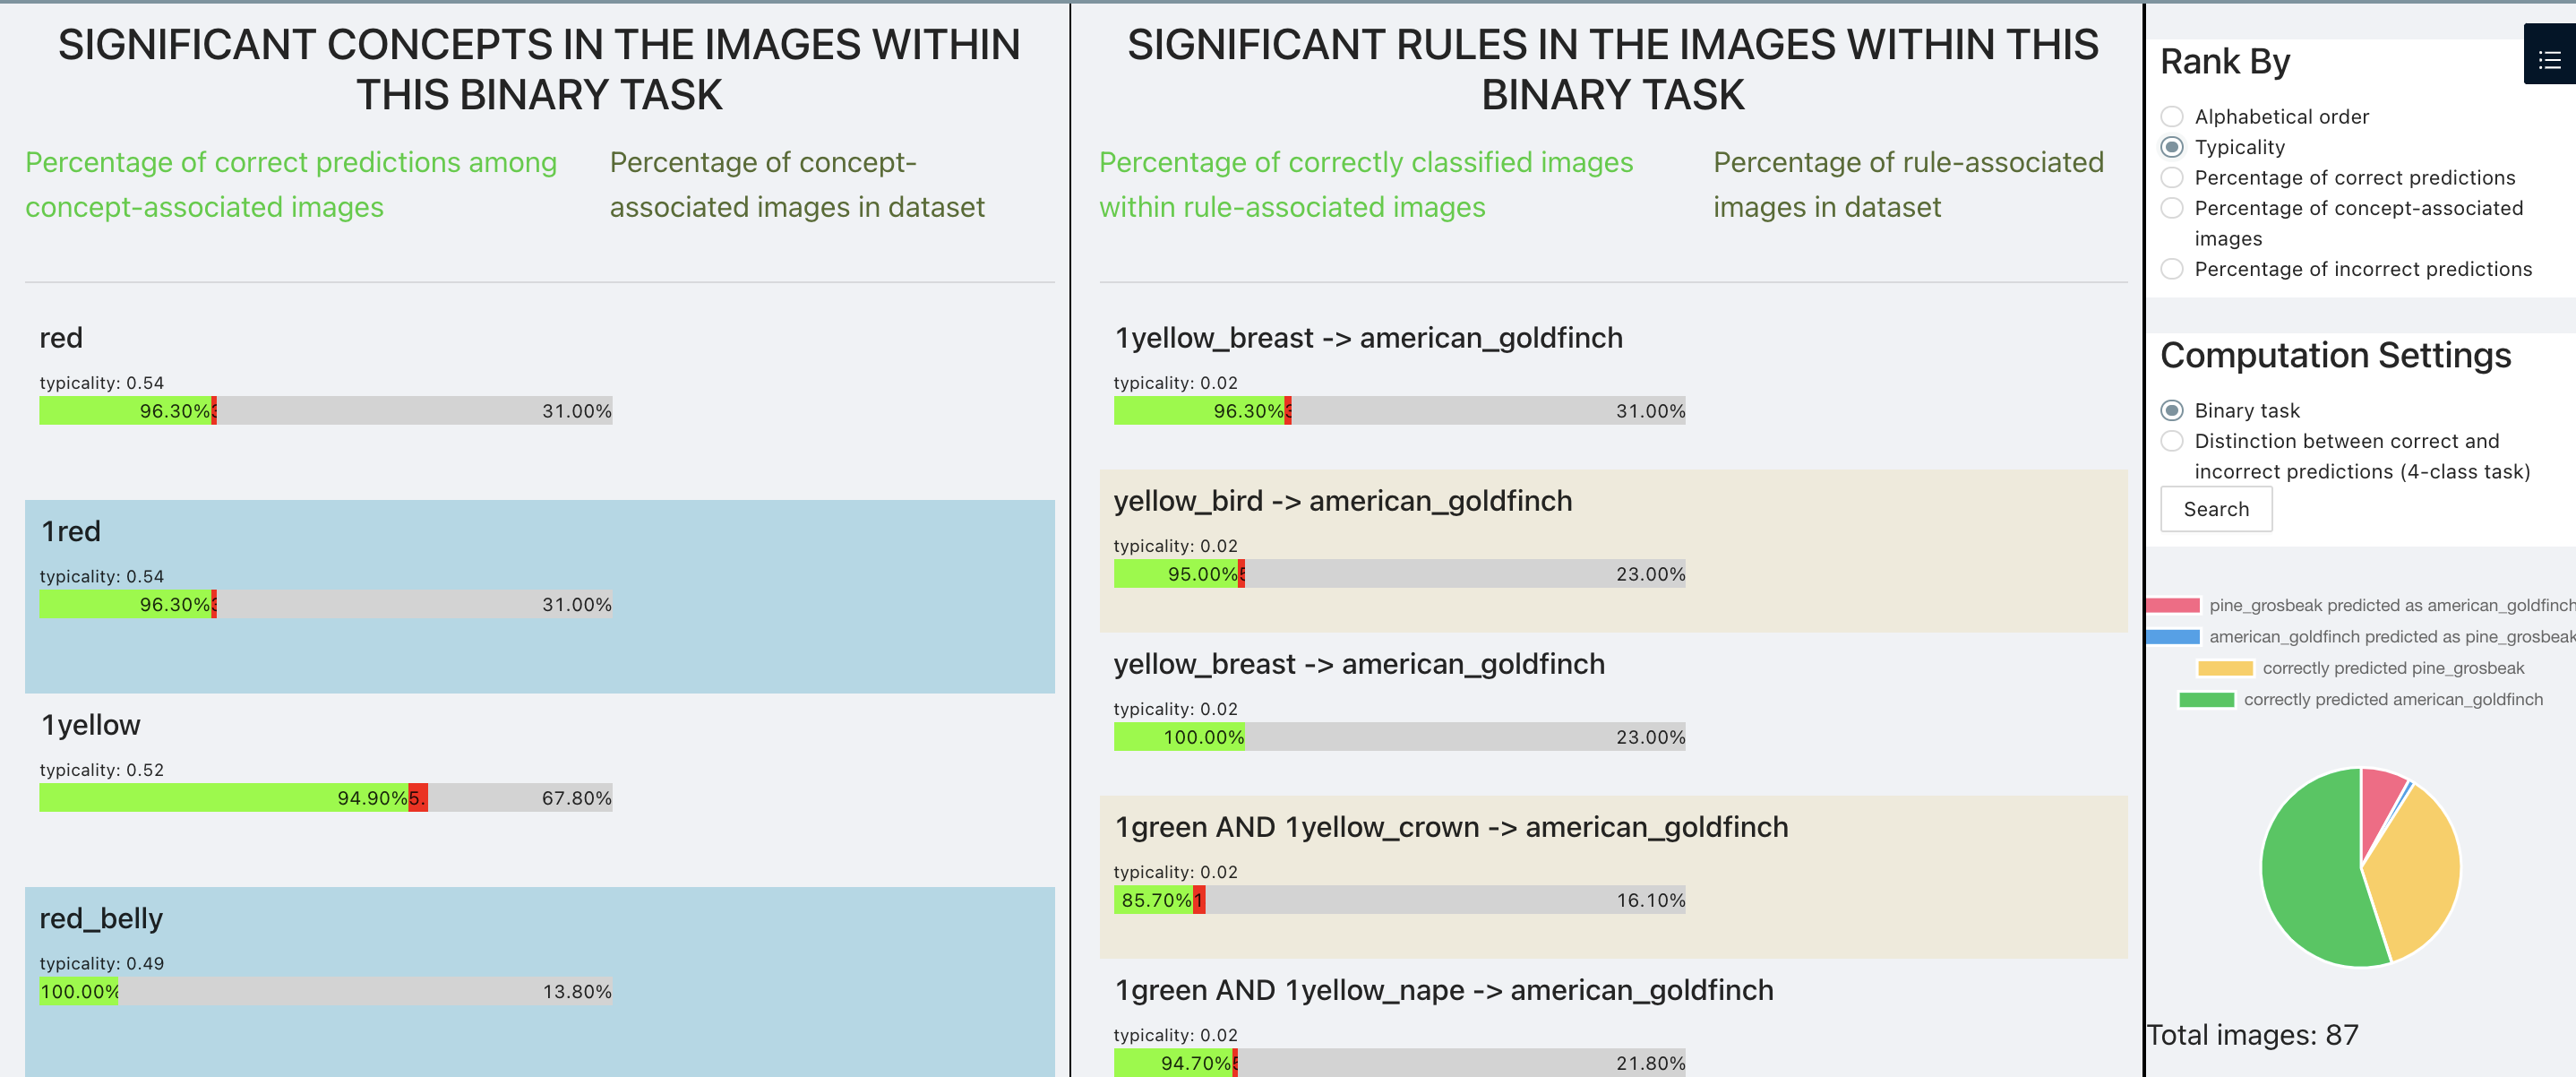 SIGNIFICANT CONCEPTS IN THE IMAGES WITHIN
THIS BINARY TASK
Percentage of correct predictions among
concept-associated images
Percentage of concept-
associated images in dataset
red
typicality: 0.54
96.30%
31.00%
1red
typicality: 0.54
96.30%
31.00%
1yellow
typicality: 0.52
94.90%
5.
67.80%
red_belly
typicality: 0.49
100.00%
13.80%
SIGNIFICANT RULES IN THE IMAGES WITHIN THIS
BINARY TASK
Percentage of correctly classified images
within rule-associated images
Percentage of rule-associated
images in dataset
1yellow_breast -> american_goldfinch
typicality: 0.02
96.30%
31.00%
yellow_bird -> american_goldfinch
typicality: 0.02
95.00%
23.00%
yellow_breast -> american_goldfinch
typicality: 0.02
100.00%
23.00%
1green AND 1yellow_crown -> american_goldfinch
typicality: 0.02
85.70%
1
16.10%
1green AND 1yellow_nape -> american_goldfinch
typicality: 0.02
94.70%
21.80%
Rank By
Alphabetical order
Typicality
Percentage of correct predictions
Percentage of concept-associated
images
Percentage of incorrect predictions
Computation Settings
Binary task
Distinction between correct and
incorrect predictions (4-class task)
Search
pine_grosbeak predicted as american_goldfinch
american_goldfinch predicted as pine_grosbeak
correctly predicted pine_grosbeak
correctly predicted american_goldfinch
Total images: 87